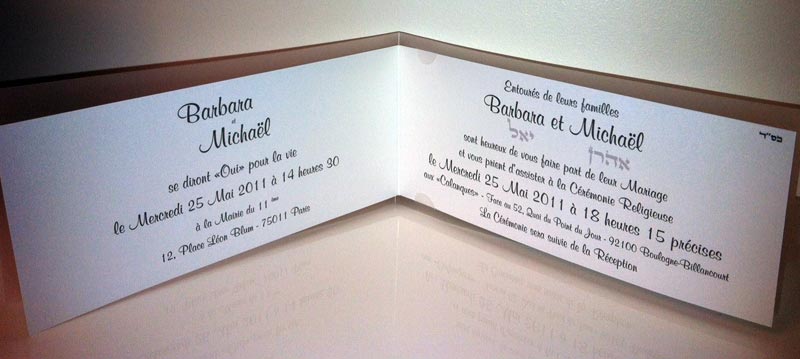 Barbara
et
Michaël
se diront «Oui» pour la vie
le Mercredi 25 Mai 2011 à 14 heures 30
à la Mairie du 11 ème
12, Place Léon Blum - 75011 Paris
בס"ד
Entourés de leurs familles
Barbara et Michaël
יאל אהרן
sont heureux de vous faire part de leur Mariage
et vous prient d'assister à la Cérémonie Religieuse
le Mercredi 25 Mai 2011 à 18 heures 15 précises
aux «Calanques» - Face au 52, Quai du Point du Jour - 92100 Boulogne-Billancourt
La Cérémonie sera suivie de la Réception